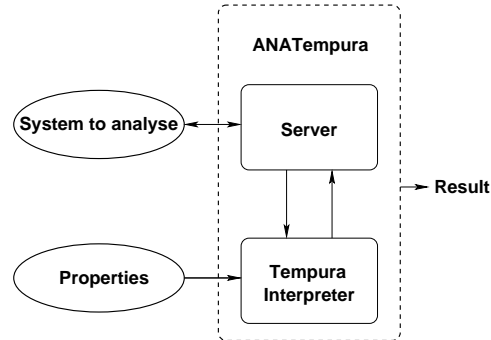 ANATempura
System to analyse
Server
Result
Properties
Tempura
Interpreter